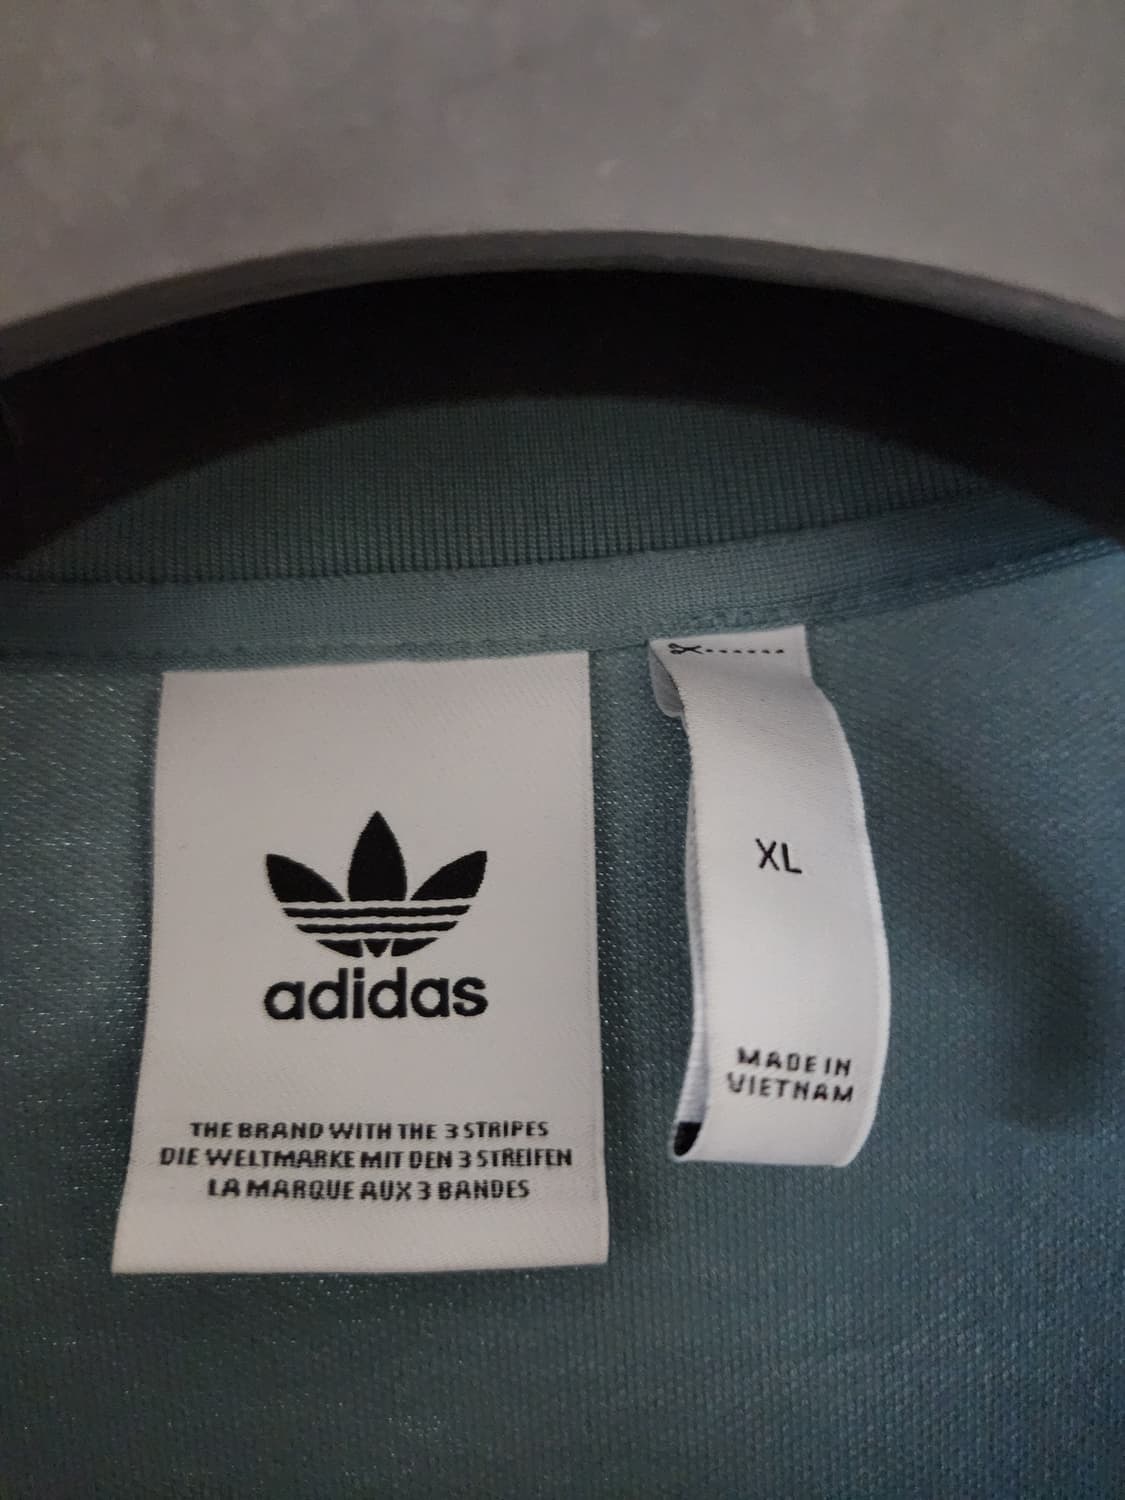 adidas
THE BRAND WITH THE 3 STRIPES
DIE WELTMARKE MIT DEN 3 STREIFEN
LA MARQUE AUX 3 BANDES
XL
MADE IN
VIETNAM